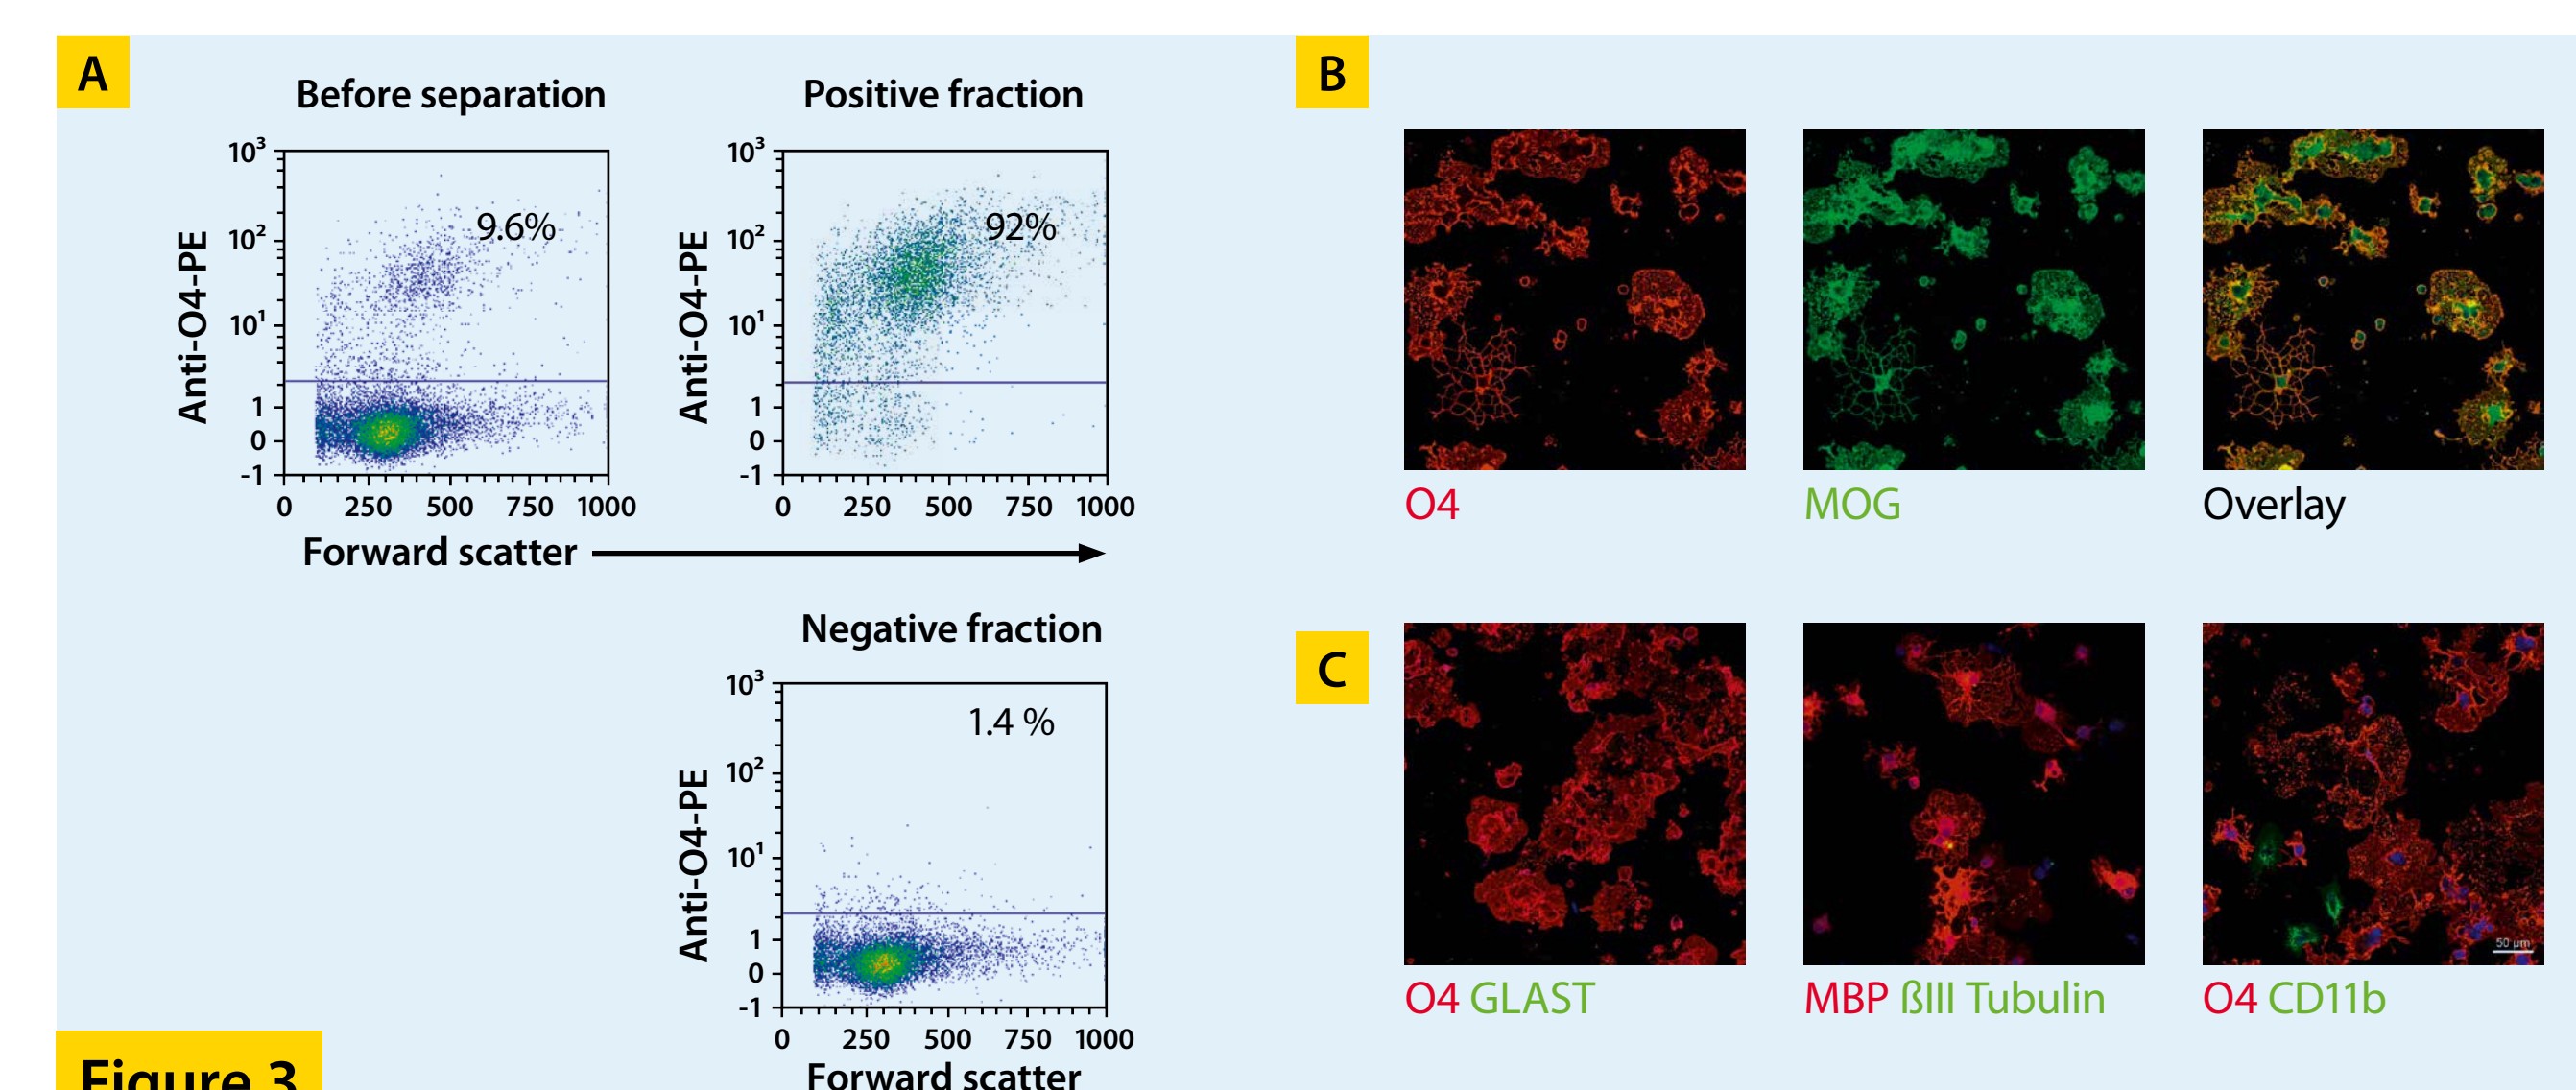 A
Before separation
Positive fraction
10³
10²
10¹
1
0
-1
Anti-O4-PE
9.6%
0 250 500 750 1000
10³
10²
10¹
1
0
-1
Anti-O4-PE
92%
0 250 500 750 1000
Forward scatter
Negative fraction
10³
10²
10¹
1
0
-1
Anti-O4-PE
1.4 %
0 250 500 750 1000
Forward scatter
Figure 3
B
O4
MOG
Overlay
C
50 µm
O4 GLAST
MBP ßIII Tubulin
O4 CD11b